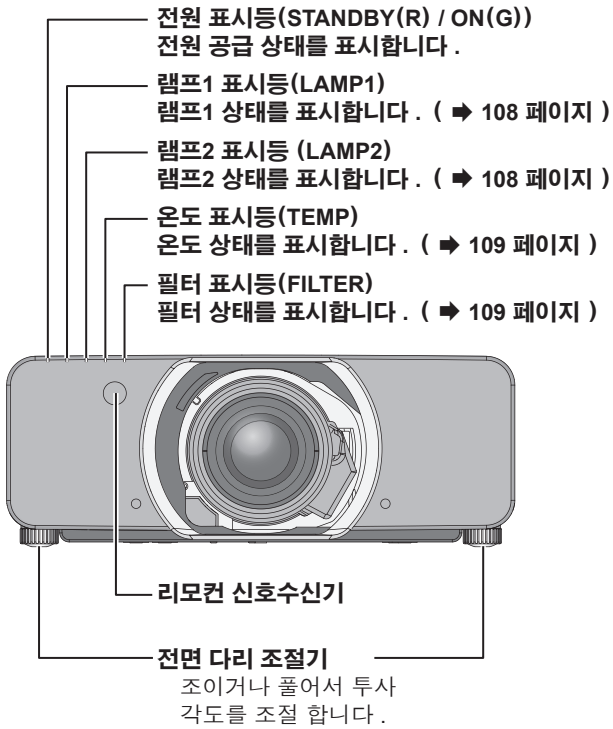 전원 표시등(STANDBY(R) / ON(G))
전원 공급 상태를 표시합니다 .
램프1 표시등(LAMP1)
램프1 상태를 표시합니다 . ( ➡ 108 페이지 )
램프2 표시등 (LAMP2)
램프2 상태를 표시합니다 . ( ➡ 108 페이지 )
온도 표시등(TEMP)
온도 상태를 표시합니다 . ( ➡ 109 페이지 )
필터 표시등(FILTER)
필터 상태를 표시합니다 . ( ➡ 109 페이지 )
리모컨 신호수신기
전면 다리 조절기
조이거나 풀어서 투사
각도를 조절 합니다 .